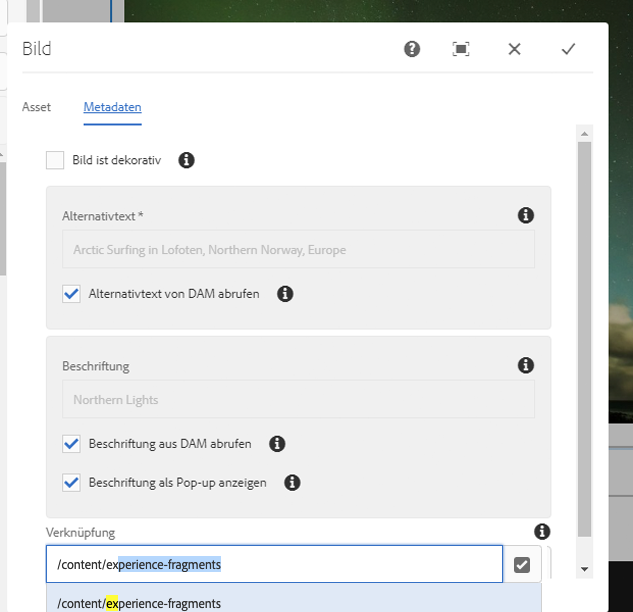 Bild
Asset
Metadaten
Bild ist dekorativ
Alternativtext *
Arctic Surfing in Lofoten, Northern Norway, Europe
Alternativtext von DAM abrufen
Beschriftung
Northern Lights
Beschriftung aus DAM abrufen
Beschriftung als Pop-up anzeigen
Verknüpfung
/content/experience-fragments
/content/experience-fragments